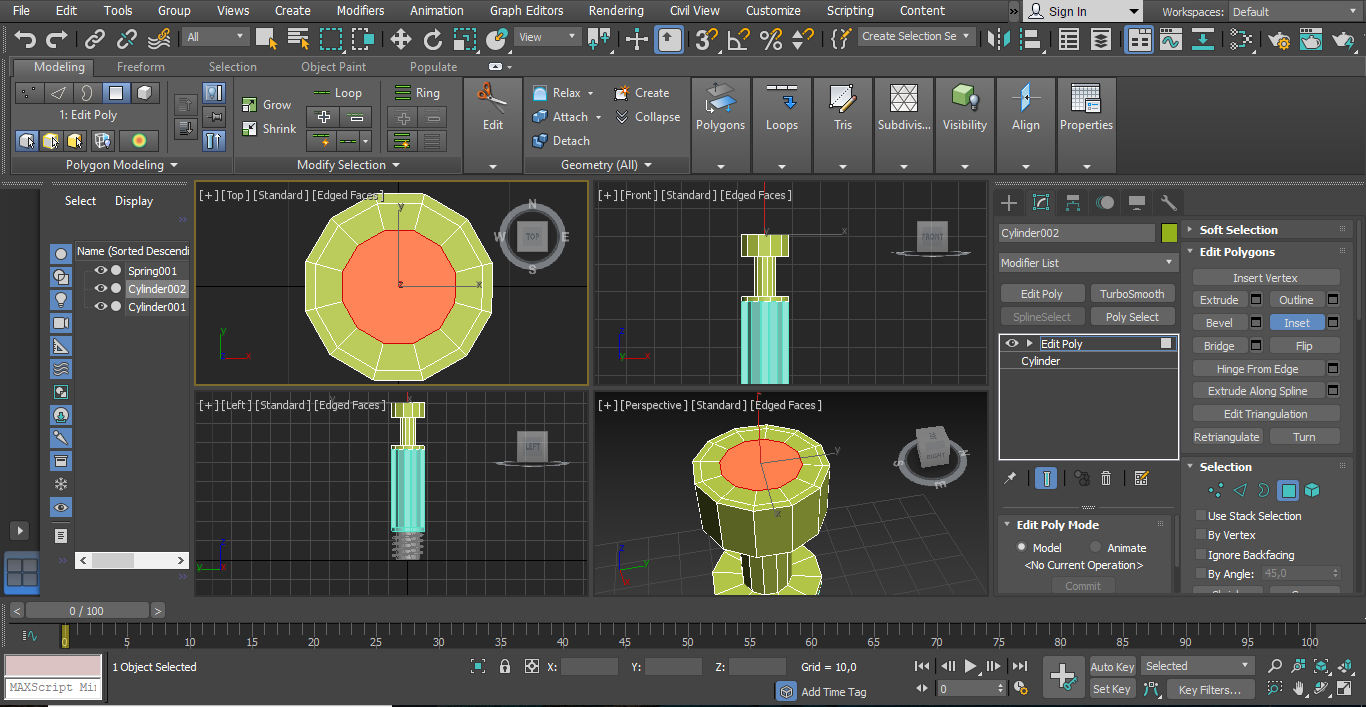 File Edit Tools Group Views Create Modifiers Animation Graph Editors Rendering Civil View Customize Scripting Content » Sign In Workspaces: Default
All View Create Selection Se
Modeling Freeform Selection Object Paint Populate
1: Edit Poly
Polygon Modeling
Grow
Shrink
Loop
Ring
Modify Selection
Edit
Relax
Attach
Detach
Create
Collapse
Geometry (All)
Polygons
Loops
Tris
Subdivis...
Visibility
Align
Properties
Select Display
Name (Sorted Descendi
Spring001
Cylinder002
Cylinder001
[+] [Top] [Standard] [Edged Faces]
y
x
z
N
W TOP E
S
y
x
[+] [Front] [Standard] [Edged Faces]
x
FRONT
z
y x
[+] [Left] [Standard] [Edged Faces]
LEFT
z
y
[+] [Perspective] [Standard] [Edged Faces]
y
x
RIGHT
S
E
z
y
Cylinder002
Modifier List
Edit Poly TurboSmooth
SplineSelect Poly Select
Edit Poly
Cylinder
Edit Poly Mode
Model Animate
<No Current Operation>
Commit
Soft Selection
Edit Polygons
Insert Vertex
Extrude Outline
Bevel Inset
Bridge Flip
Hinge From Edge
Extrude Along Spline
Edit Triangulation
Retriangulate Turn
Selection
Use Stack Selection
By Vertex
Ignore Backfacing
By Angle: 45,0
< 0 / 100 >
0 5 10 15 20 25 30 35 40 45 50 55 60 65 70 75 80 85 90 95 100
1 Object Selected
X: Y: Z: Grid = 10,0
Auto Key Selected
MAXScript Mi
Add Time Tag
0
Set Key Key Filters...